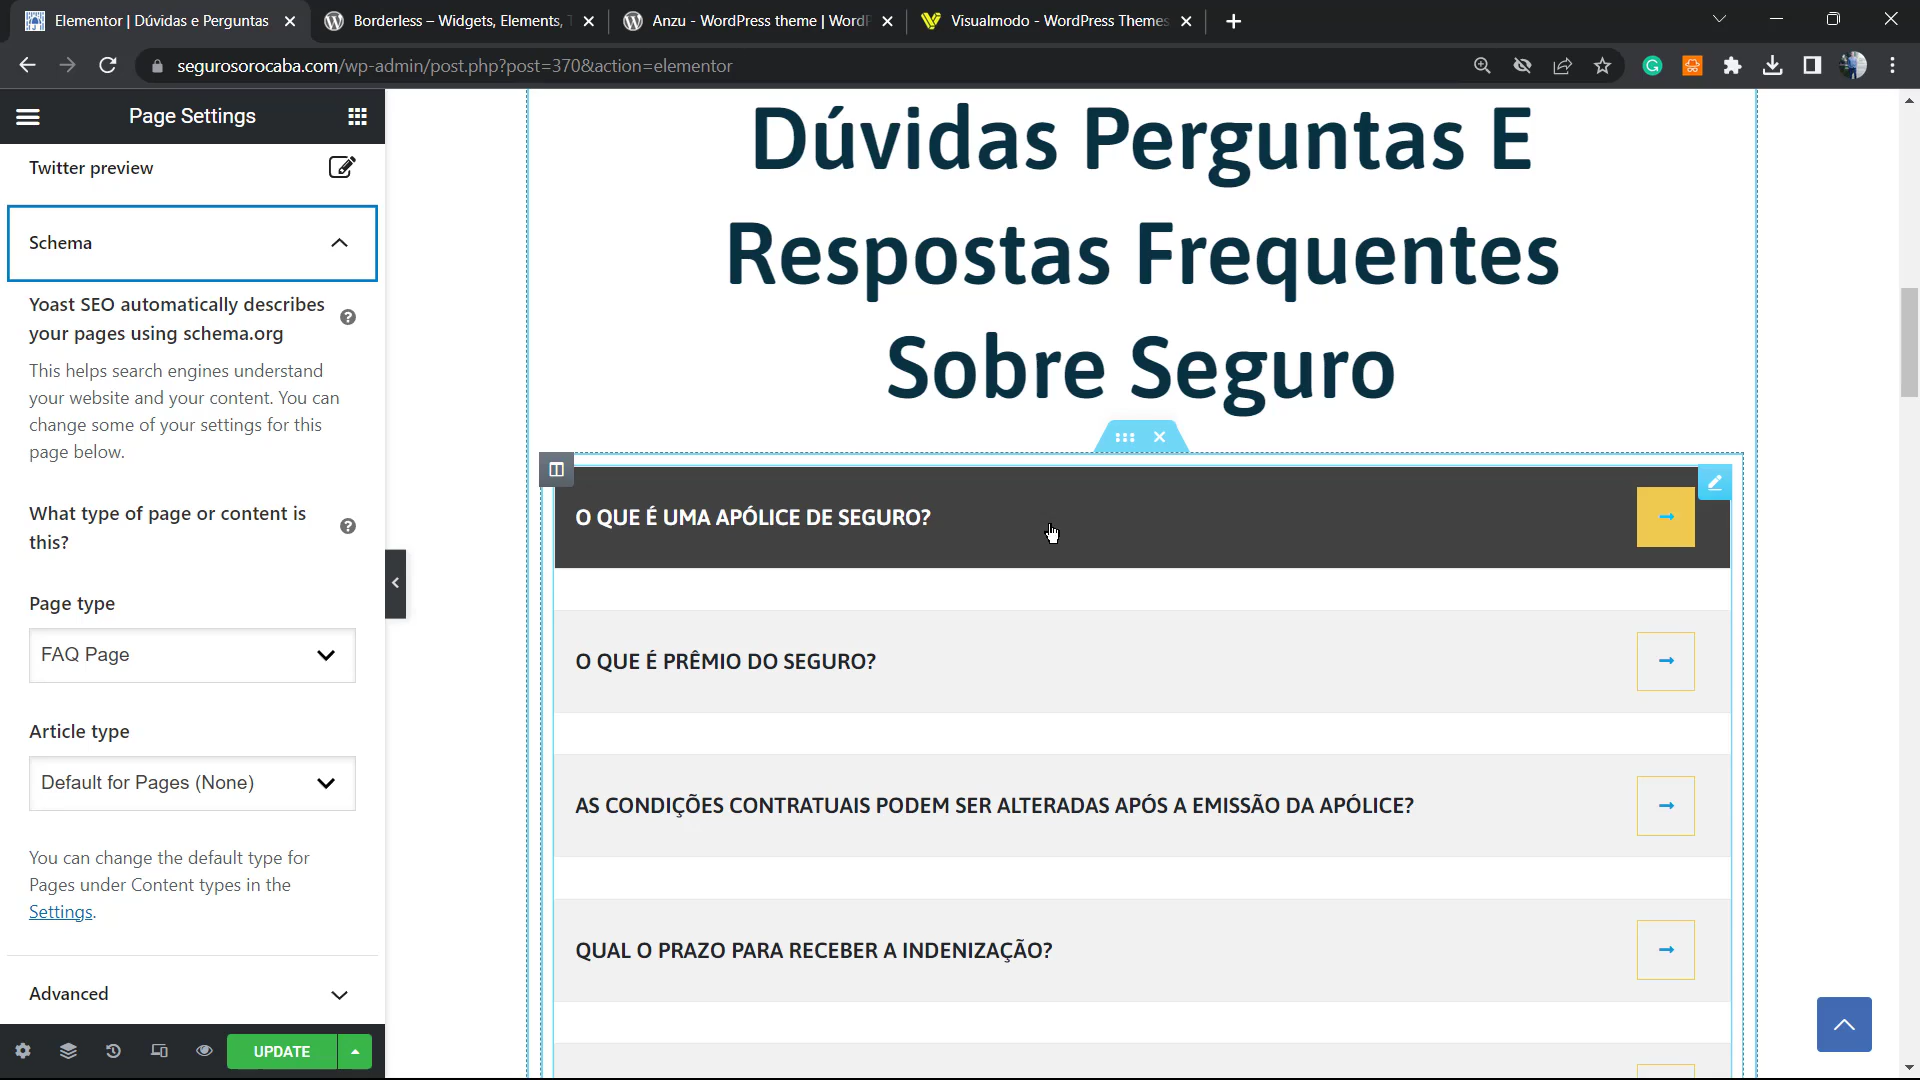 Elementor | Dúvidas e Perguntas
Borderless – Widgets, Elements,
Anzu - WordPress theme | Word
Visualmodo - WordPress Themes
segurosorocaba.com/wp-admin/post.php?post=370&action=elementor
Page Settings
Twitter preview
Schema
Yoast SEO automatically describes
your pages using schema.org
This helps search engines understand
your website and your content. You can
change some of your settings for this
page below.
What type of page or content is
this?
Page type
FAQ Page
Article type
Default for Pages (None)
You can change the default type for
Pages under Content types in the
Settings.
Advanced
UPDATE
Dúvidas Perguntas E
Respostas Frequentes
Sobre Seguro
O QUE É UMA APÓLICE DE SEGURO?
O QUE É PRÊMIO DO SEGURO?
AS CONDIÇÕES CONTRATUAIS PODEM SER ALTERADAS APÓS A EMISSÃO DA APÓLICE?
QUAL O PRAZO PARA RECEBER A INDENIZAÇÃO?